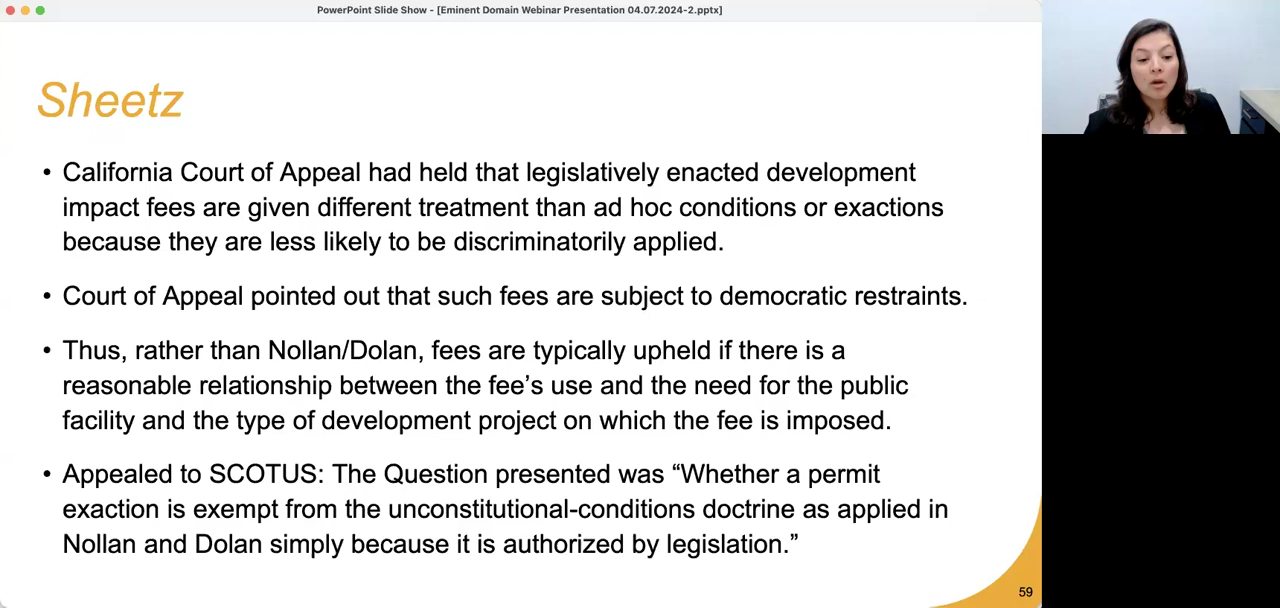 PowerPoint Slide Show - [Eminent Domain Webinar Presentation 04.07.2024-2.pptx]
Sheetz
• California Court of Appeal had held that legislatively enacted development
impact fees are given different treatment than ad hoc conditions or exactions
because they are less likely to be discriminatorily applied.
• Court of Appeal pointed out that such fees are subject to democratic restraints.
• Thus, rather than Nollan/Dolan, fees are typically upheld if there is a
reasonable relationship between the fee’s use and the need for the public
facility and the type of development project on which the fee is imposed.
• Appealed to SCOTUS: The Question presented was “Whether a permit
exaction is exempt from the unconstitutional-conditions doctrine as applied in
Nollan and Dolan simply because it is authorized by legislation.”
59